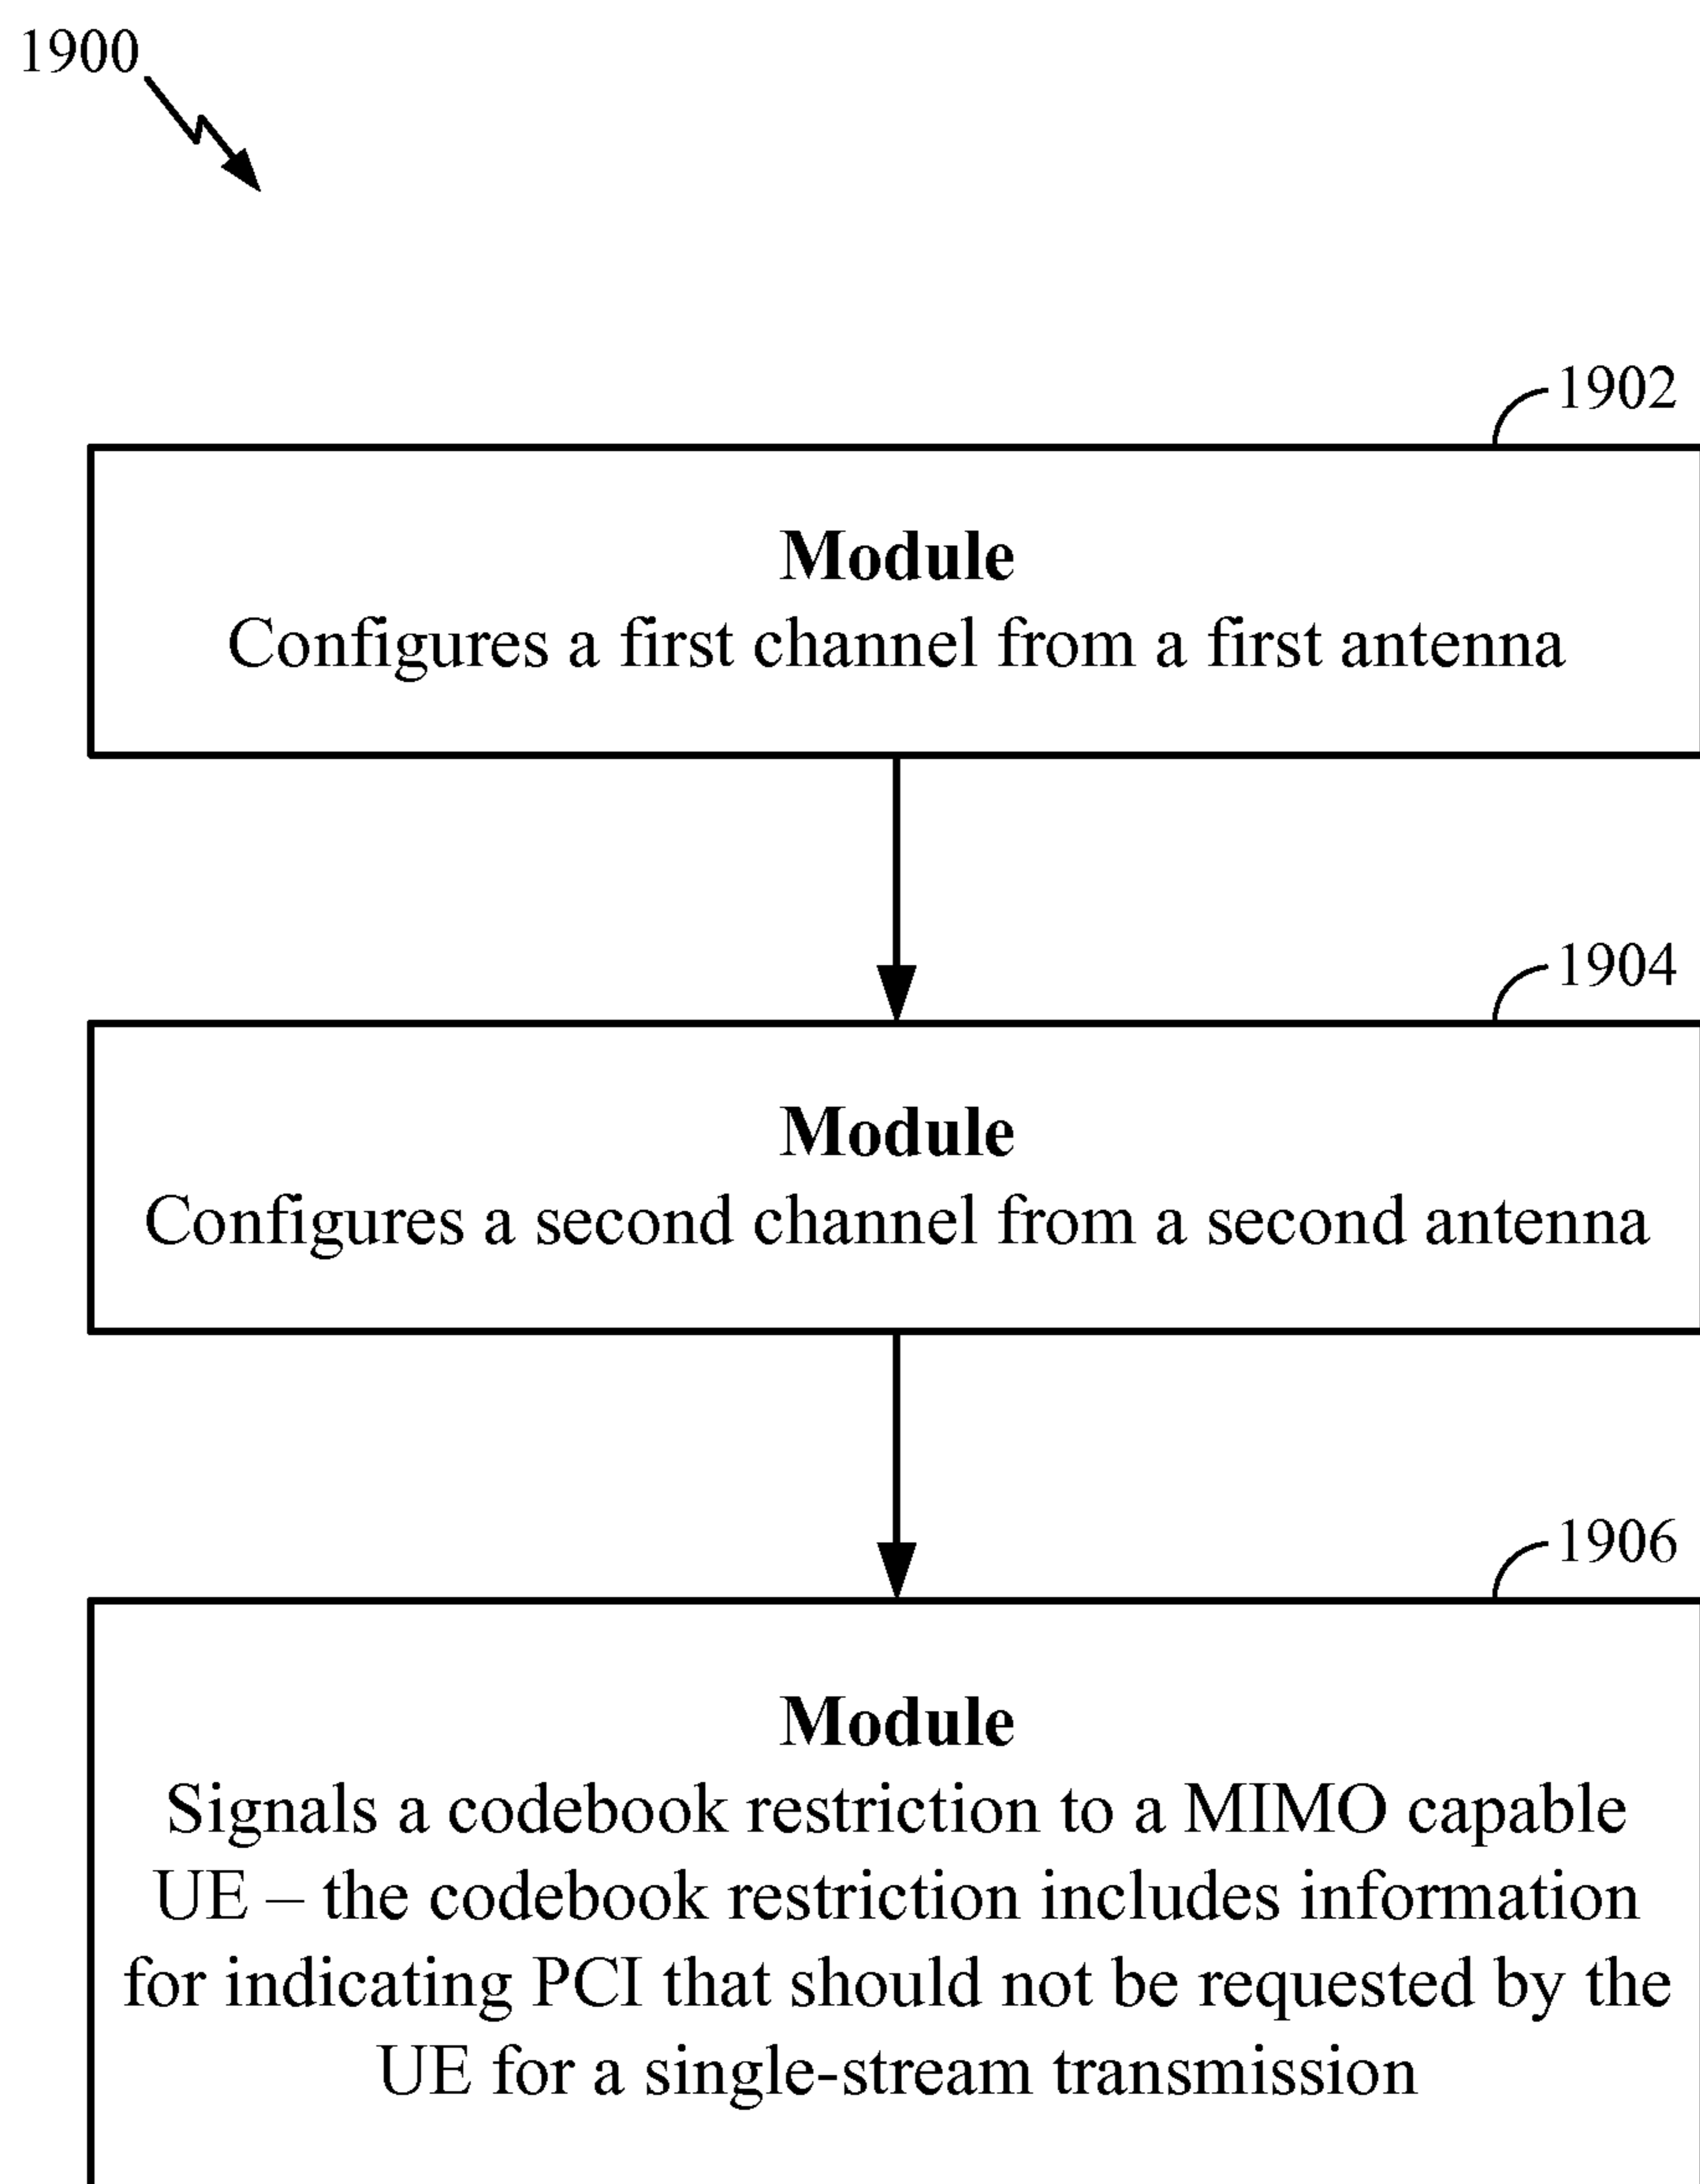 1900
1902
Module
Configures a first channel from a first antenna
1904
Module
Configures a second channel from a second antenna
1906
Module
Signals a codebook restriction to a MIMO capable
UE – the codebook restriction includes information
for indicating PCI that should not be requested by the
UE for a single-stream transmission